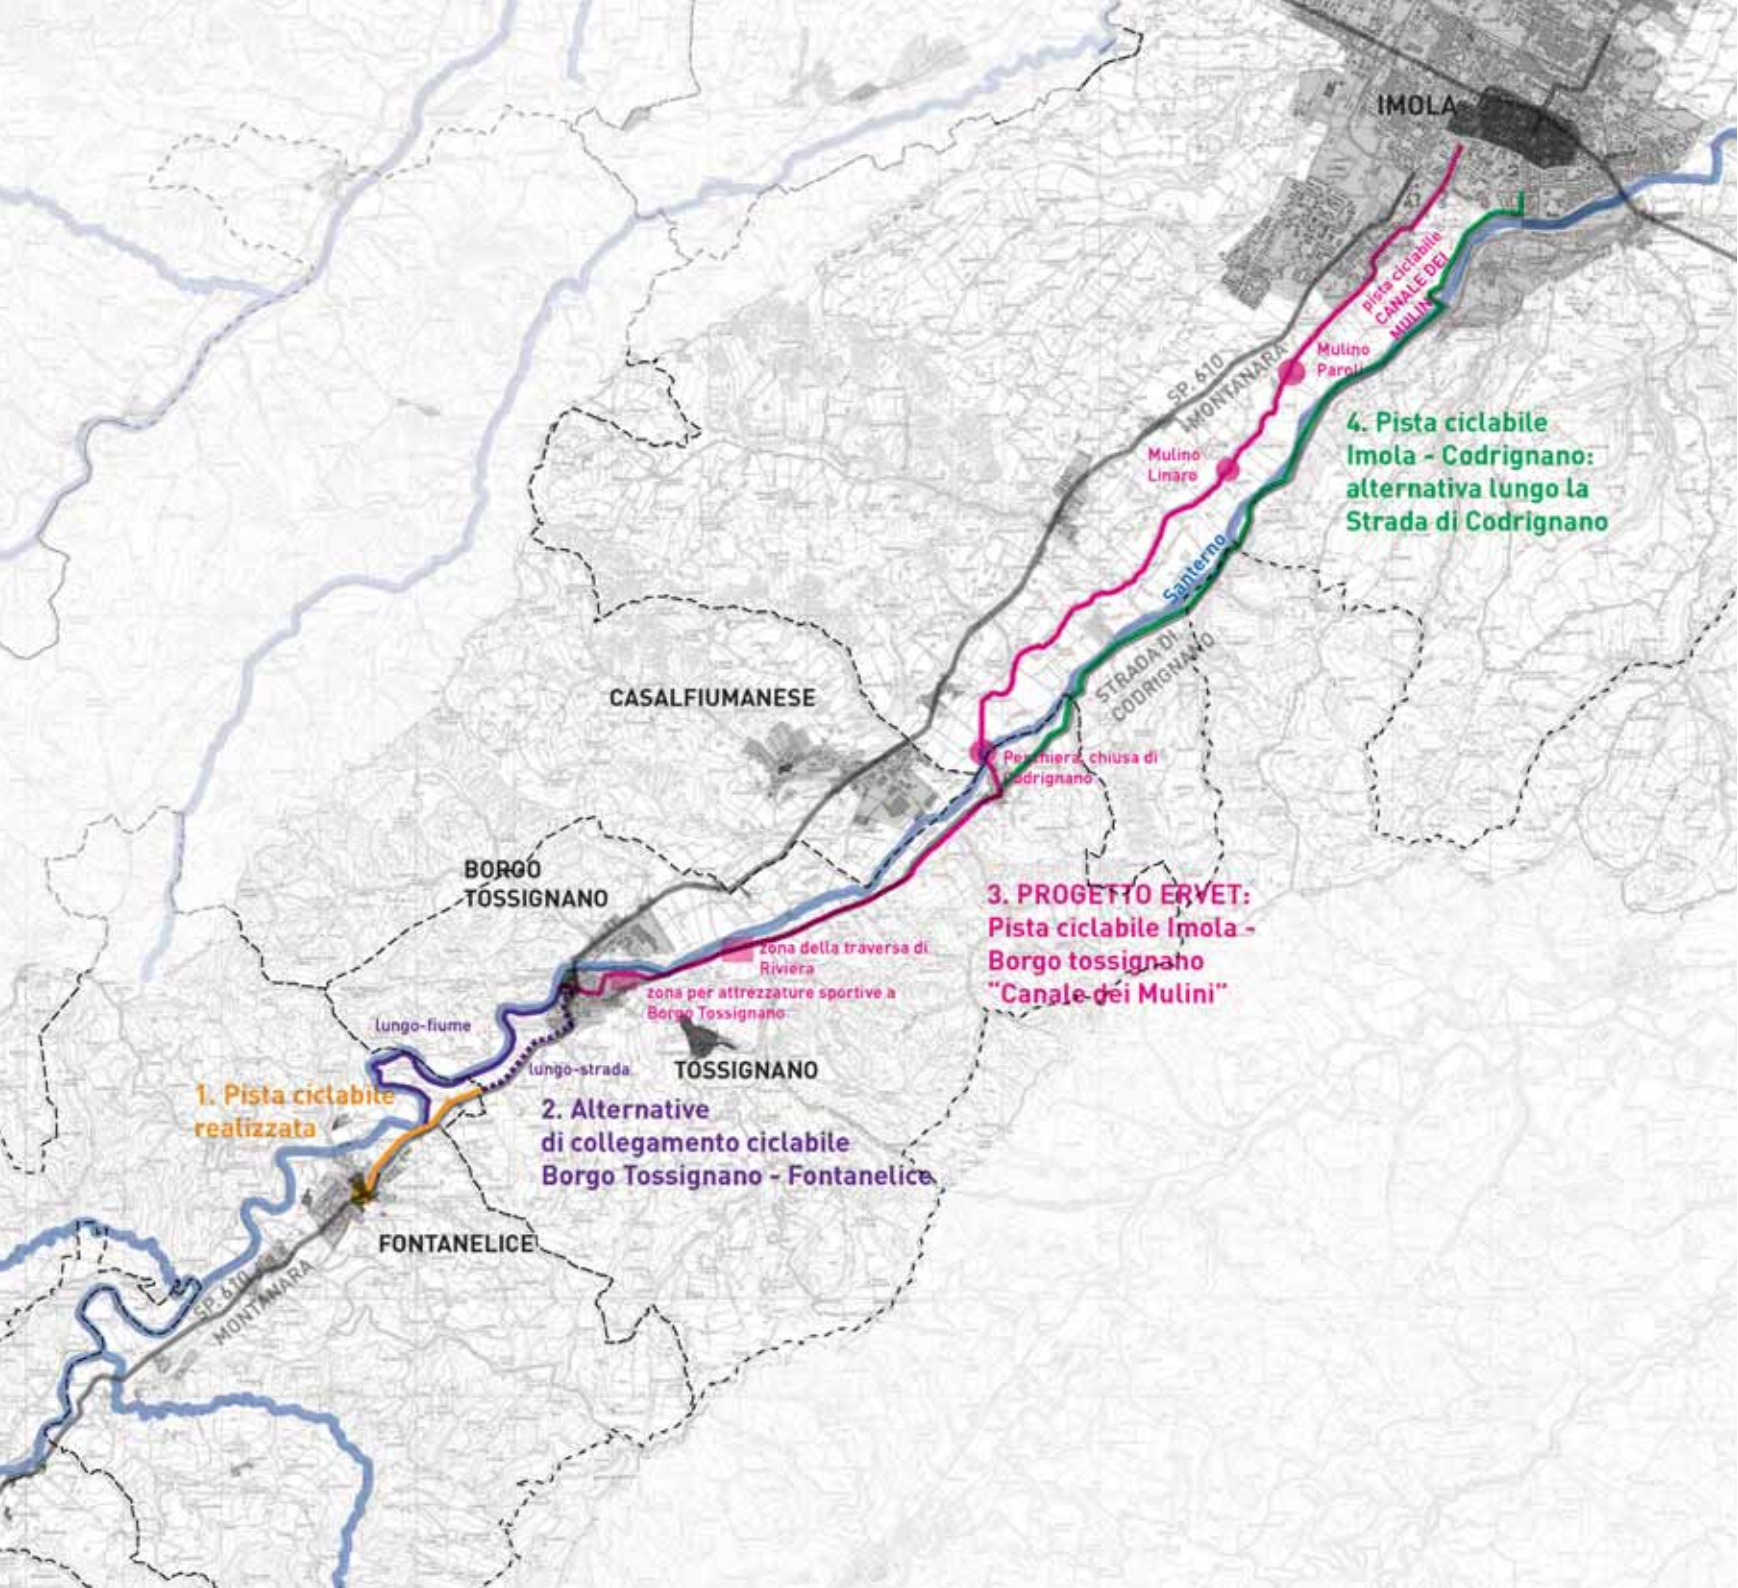 IMOLA
pista ciclabile
CANALE DEI
MULINI
Mulino
Paroli
SP. 610
MONTANARA
4. Pista ciclabile
Imola - Codrignano:
alternativa lungo la
Strada di Codrignano
Mulino
Linaro
Santerno
STRADA DI
CODRIGNANO
CASALFIUMANESE
Peschiera, chiusa di
Codrignano
BORGO
TOSSIGNANO
3. PROGETTO ERVET:
Pista ciclabile Imola -
Borgo tossignano
"Canale dei Mulini"
zona della traversa di
Riviera
zona per attrezzature sportive a
Borgo Tossignano
lungo-fiume
lungo-strada
TOSSIGNANO
1. Pista ciclabile
realizzata
2. Alternative
di collegamento ciclabile
Borgo Tossignano - Fontanelice
FONTANELICE
SP. 610
MONTANARA